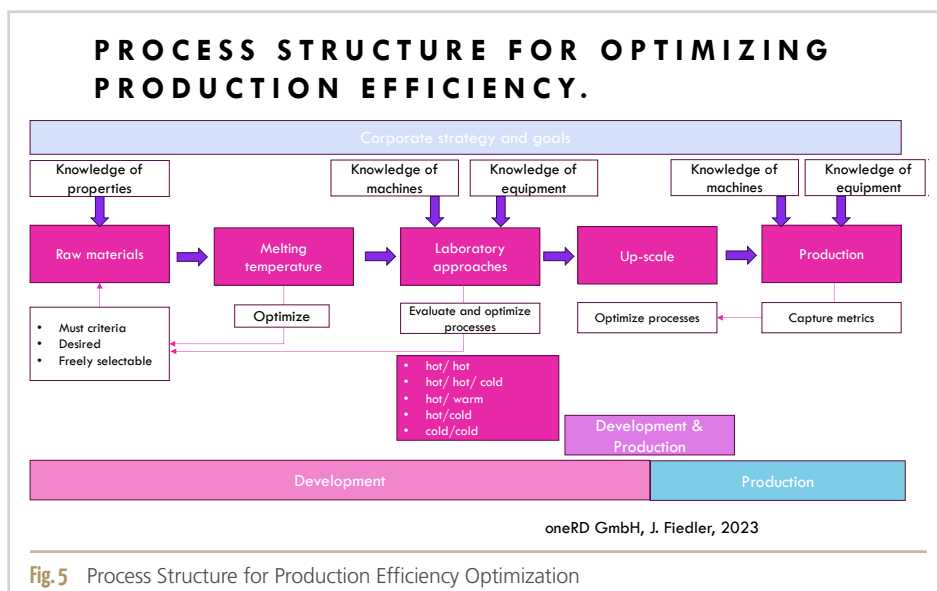 PROCESS STRUCTURE FOR OPTIMIZING
PRODUCTION EFFICIENCY.
Corporate strategy and goals
Knowledge of
properties
Knowledge of
machines
Knowledge of
equipment
Knowledge of
machines
Knowledge of
equipment
Raw materials
Melting
temperature
Laboratory
approaches
Up-scale
Production
• Must criteria
• Desired
• Freely selectable
Optimize
Evaluate and optimize
processes
Optimize processes
Capture metrics
• hot/ hot
• hot/ hot/ cold
• hot/ warm
• hot/cold
• cold/cold
Development &
Production
Development
Production
oneRD GmbH, J. Fiedler, 2023
Fig. 5 Process Structure for Production Efficiency Optimization